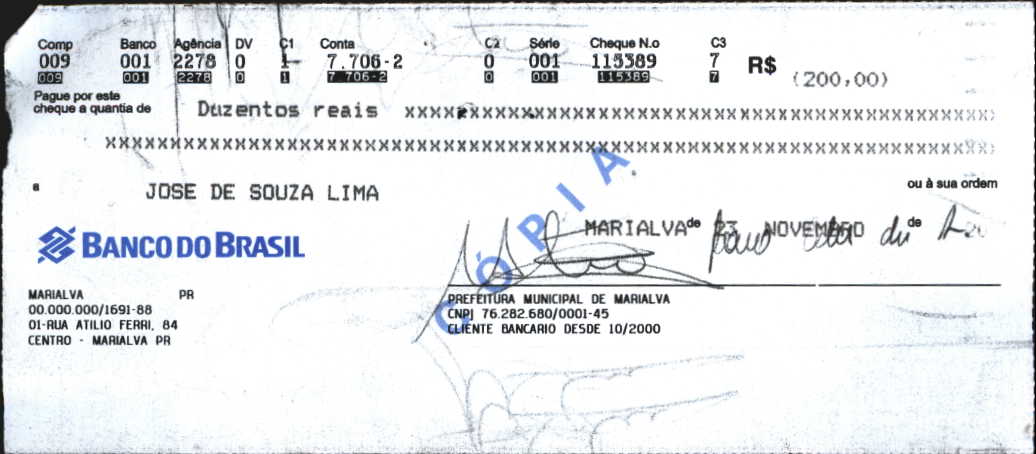 Comp Banco Agência DV C1 Conta C2 Série Cheque N.o C3
009 001 2278 0 1 7.706-2 0 001 115389 7 R$ (200,00)
009 001 2278 0 1 7 706-2 0 001 115389 7
Pague por este
cheque a quantia de Duzentos reais xxxxxxxxxxxxxxxxxxxxxxxxxxxxxxxxxxxxxxxxxxxxxx
xxxxxxxxxxxxxxxxxxxxxxxxxxxxxxxxxxxxxxxxxxxxxxxxxxxxxxxxxxxxxxxxxxxxx
a JOSE DE SOUZA LIMA ou à sua ordem
CÓPIA
MARIALVA de 23 NOVEMBRO de
BANCO DO BRASIL
MARIALVA PR
00.000.000/1691-88
01-RUA ATILIO FERRI, 84
CENTRO - MARIALVA PR
PREFEITURA MUNICIPAL DE MARIALVA
CNPJ 76.282.680/0001-45
CLIENTE BANCARIO DESDE 10/2000